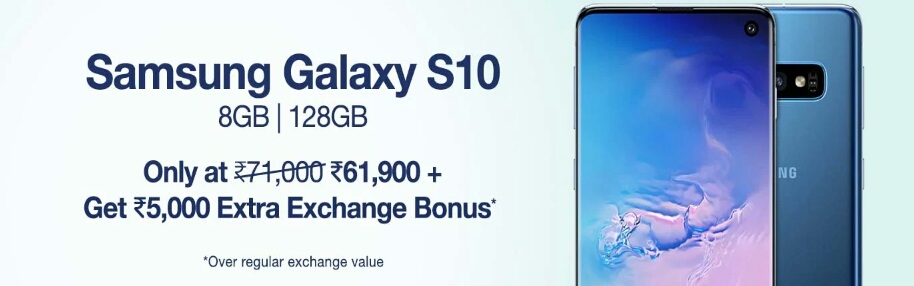 Samsung Galaxy S10
8GB | 128GB
Only at ₹71,000 ₹61,900 +
Get ₹5,000 Extra Exchange Bonus*
*Over regular exchange value
NG